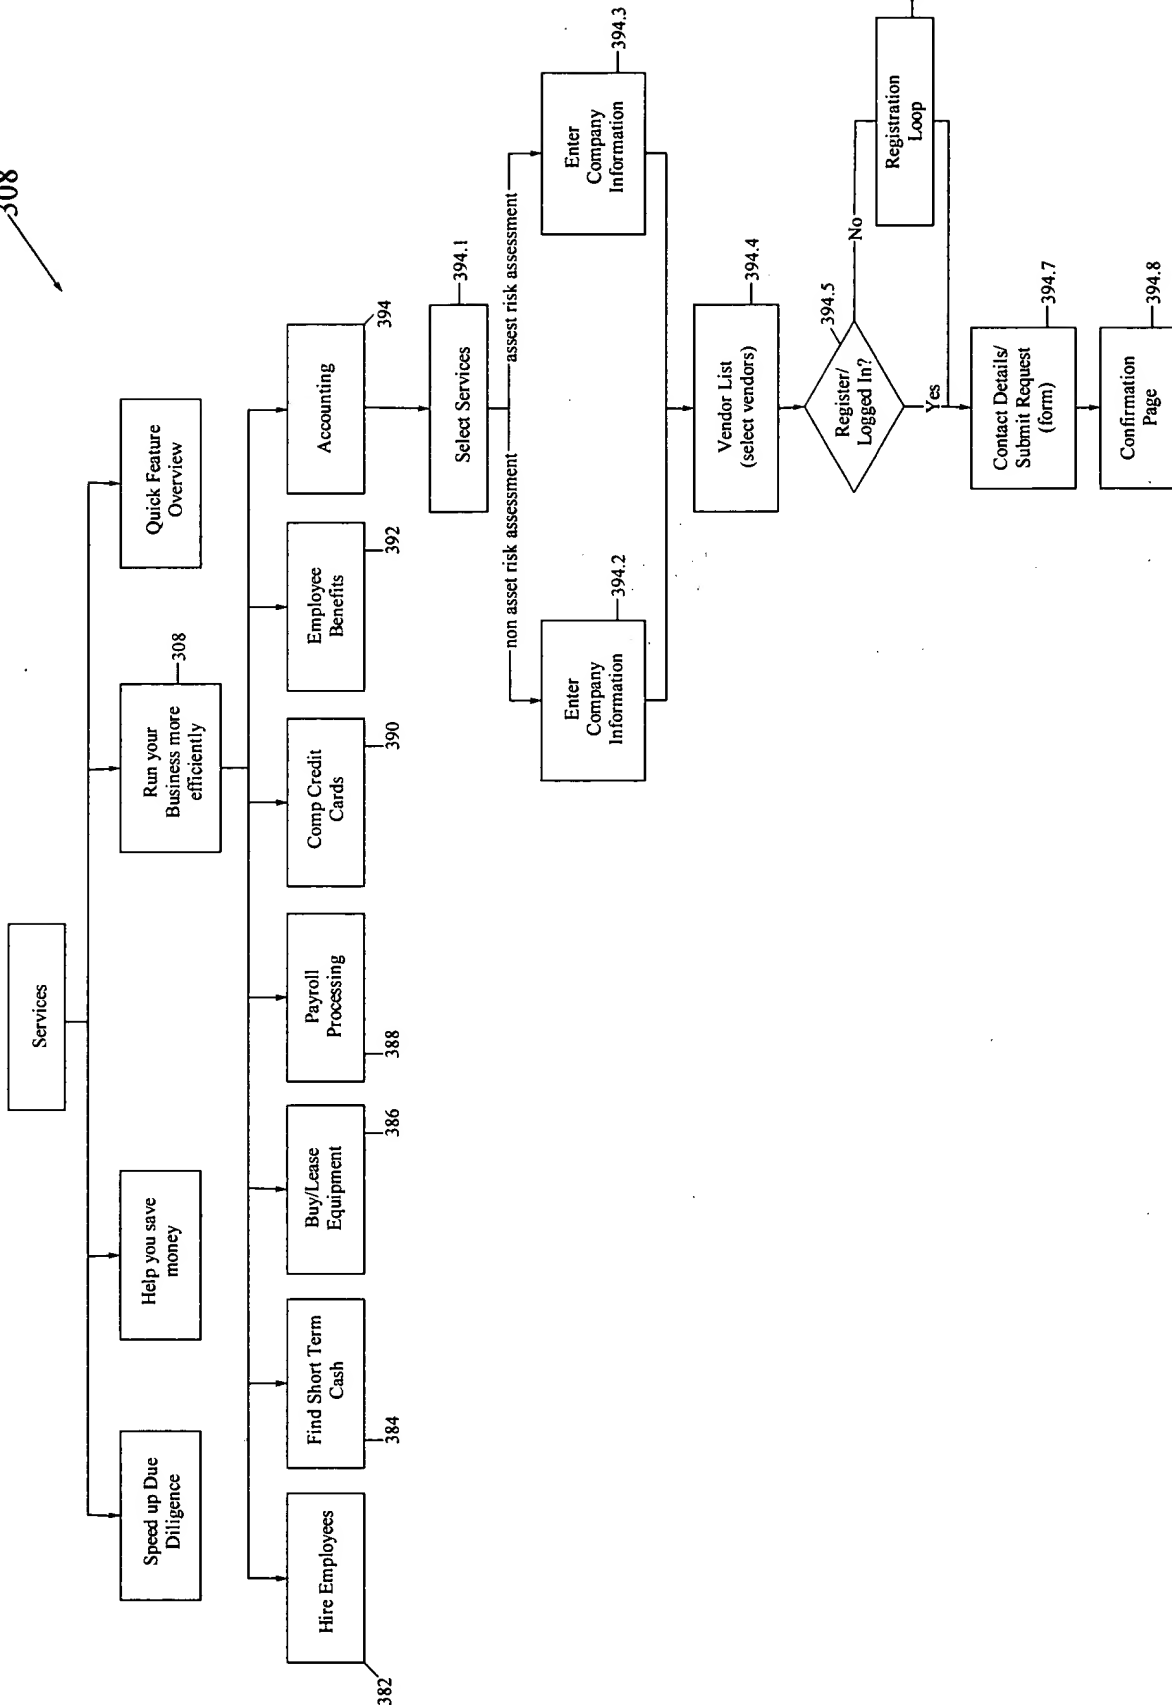 308
Services
Speed up Due
Diligence
Help you save
money
Run your
Business more
efficiently
308
Quick Feature
Overview
Hire Employees
382
Find Short Term
Cash
384
Buy/Lease
Equipment
386
Payroll
Processing
388
Comp Credit
Cards
390
Employee
Benefits
392
Accounting
394
Select Services
394.1
non asset risk assessment
assest risk assessment
Enter
Company
Information
394.2
Enter
Company
Information
394.3
Vendor List
(select vendors)
394.4
Register/
Logged In?
394.5
No
Registration
Loop
Yes
Contact Details/
Submit Request
(form)
394.7
Confirmation
Page
394.8